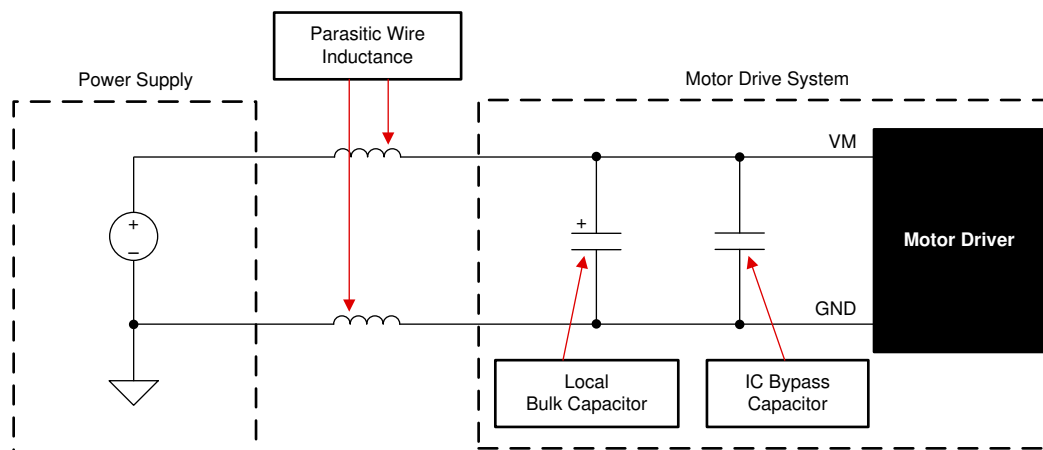 Parasitic Wire
Inductance
Power Supply
Motor Drive System
VM
+
−
+
Motor Driver
GND
Local
Bulk Capacitor
IC Bypass
Capacitor